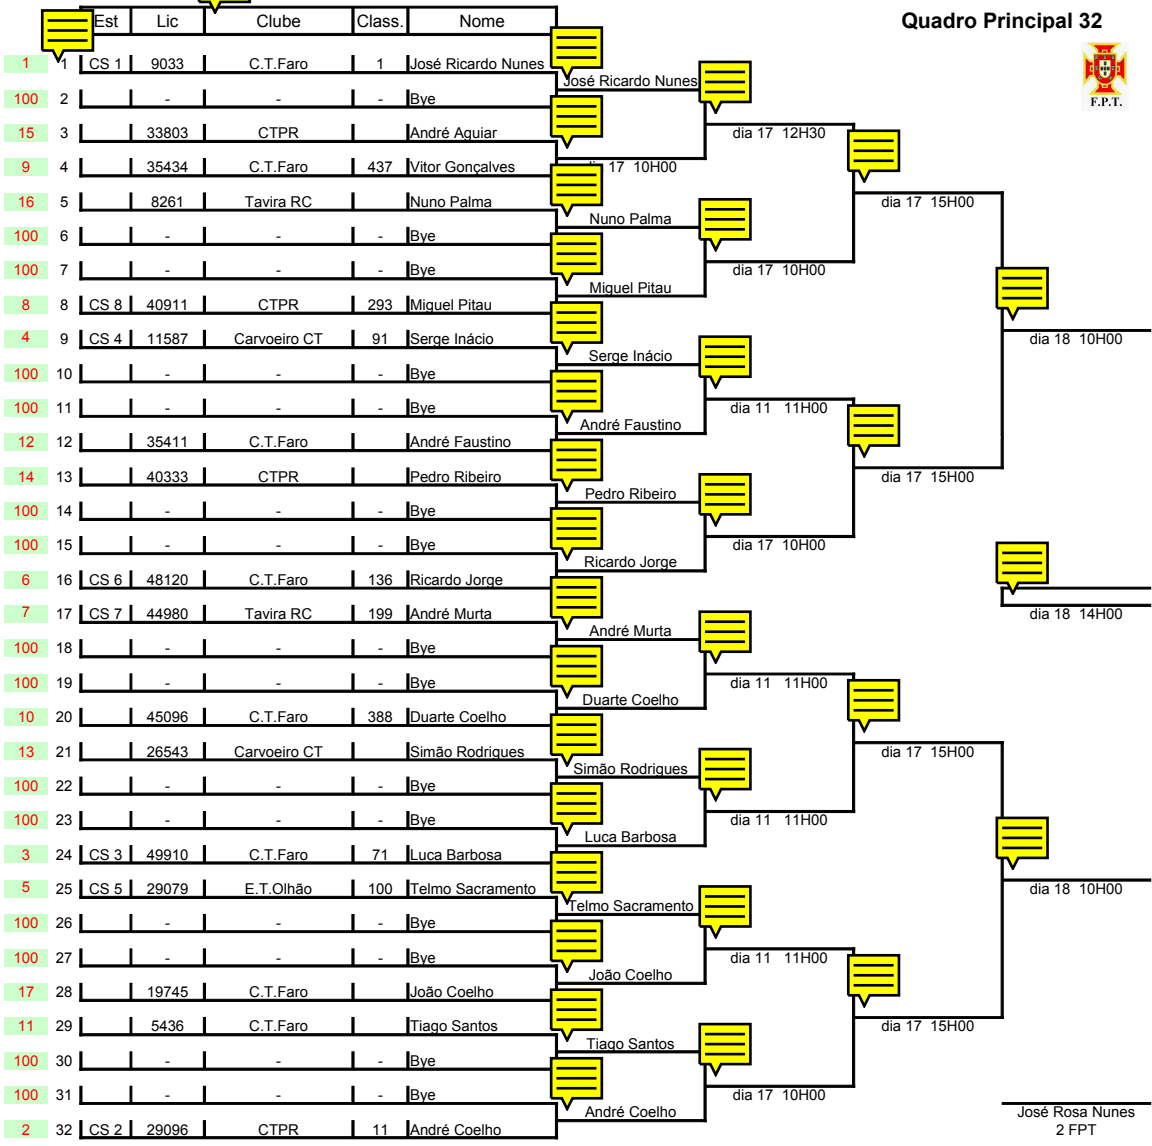 Quadro Principal 32
F.P.T.
Est Lic Clube Class. Nome
1 1 CS 1 9033 C.T.Faro 1 José Ricardo Nunes
José Ricardo Nunes
100 2 - - - Bye
dia 17 12H30
15 3 33803 CTPR André Aguiar
17 10H00
9 4 35434 C.T.Faro 437 Vitor Gonçalves
dia 17 15H00
16 5 8261 Tavira RC Nuno Palma
Nuno Palma
100 6 - - - Bye
dia 17 10H00
100 7 - - - Bye
Miguel Pitau
8 8 CS 8 40911 CTPR 293 Miguel Pitau
dia 18 10H00
4 9 CS 4 11587 Carvoeiro CT 91 Serge Inácio
Serge Inácio
100 10 - - - Bye
dia 11 11H00
100 11 - - - Bye
André Faustino
12 12 35411 C.T.Faro André Faustino
dia 17 15H00
14 13 40333 CTPR Pedro Ribeiro
Pedro Ribeiro
100 14 - - - Bye
dia 17 10H00
100 15 - - - Bye
Ricardo Jorge
6 16 CS 6 48120 C.T.Faro 136 Ricardo Jorge
dia 18 14H00
7 17 CS 7 44980 Tavira RC 199 André Murta
André Murta
100 18 - - - Bye
dia 11 11H00
100 19 - - - Bye
Duarte Coelho
10 20 45096 C.T.Faro 388 Duarte Coelho
dia 17 15H00
13 21 26543 Carvoeiro CT Simão Rodrigues
Simão Rodrigues
100 22 - - - Bye
dia 11 11H00
100 23 - - - Bye
Luca Barbosa
3 24 CS 3 49910 C.T.Faro 71 Luca Barbosa
dia 18 10H00
5 25 CS 5 29079 E.T.Olhão 100 Telmo Sacramento
Telmo Sacramento
100 26 - - - Bye
dia 11 11H00
100 27 - - - Bye
João Coelho
17 28 19745 C.T.Faro João Coelho
dia 17 15H00
11 29 5436 C.T.Faro Tiago Santos
Tiago Santos
100 30 - - - Bye
dia 17 10H00
100 31 - - - Bye
André Coelho
2 32 CS 2 29096 CTPR 11 André Coelho
José Rosa Nunes
2 FPT